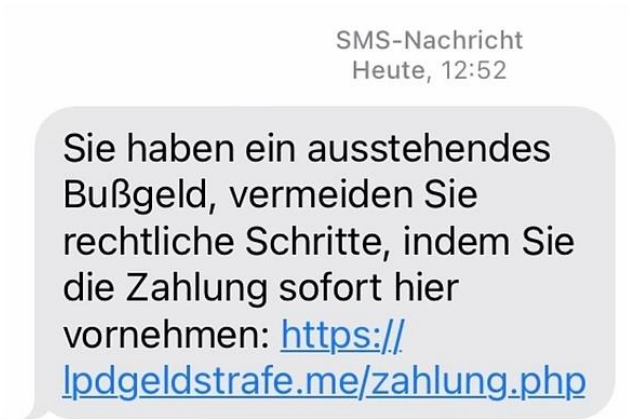 SMS-Nachricht
Heute, 12:52
Sie haben ein ausstehendes
Bußgeld, vermeiden Sie
rechtliche Schritte, indem Sie
die Zahlung sofort hier
vornehmen: https://
lpdgeldstrafe.me/zahlung.php